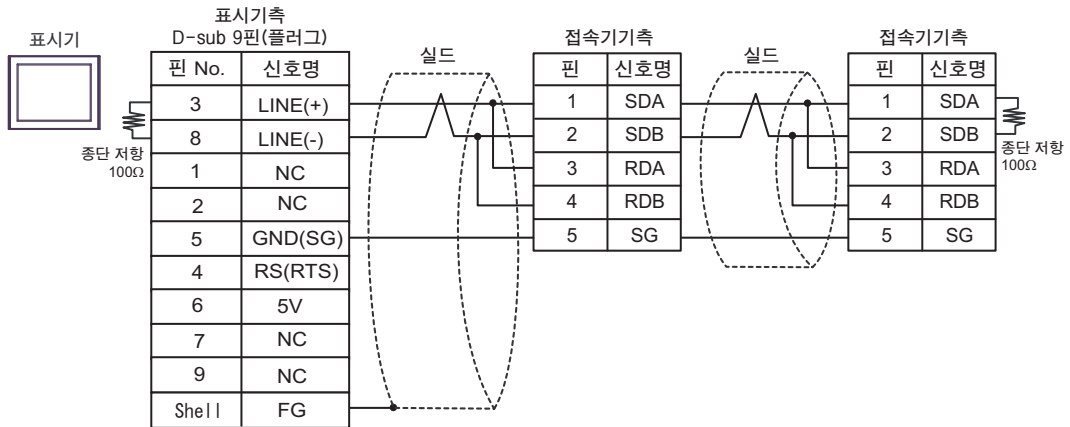 표시기
표시기측
D-sub 9핀(플러그)
핀 No. 신호명
3 LINE(+)
8 LINE(-)
1 NC
2 NC
5 GND(SG)
4 RS(RTS)
6 5V
7 NC
9 NC
Shell FG
종단 저항
100Ω
실드
접속기기측
핀 신호명
1 SDA
2 SDB
3 RDA
4 RDB
5 SG
실드
접속기기측
핀 신호명
1 SDA
2 SDB
3 RDA
4 RDB
5 SG
종단 저항
100Ω